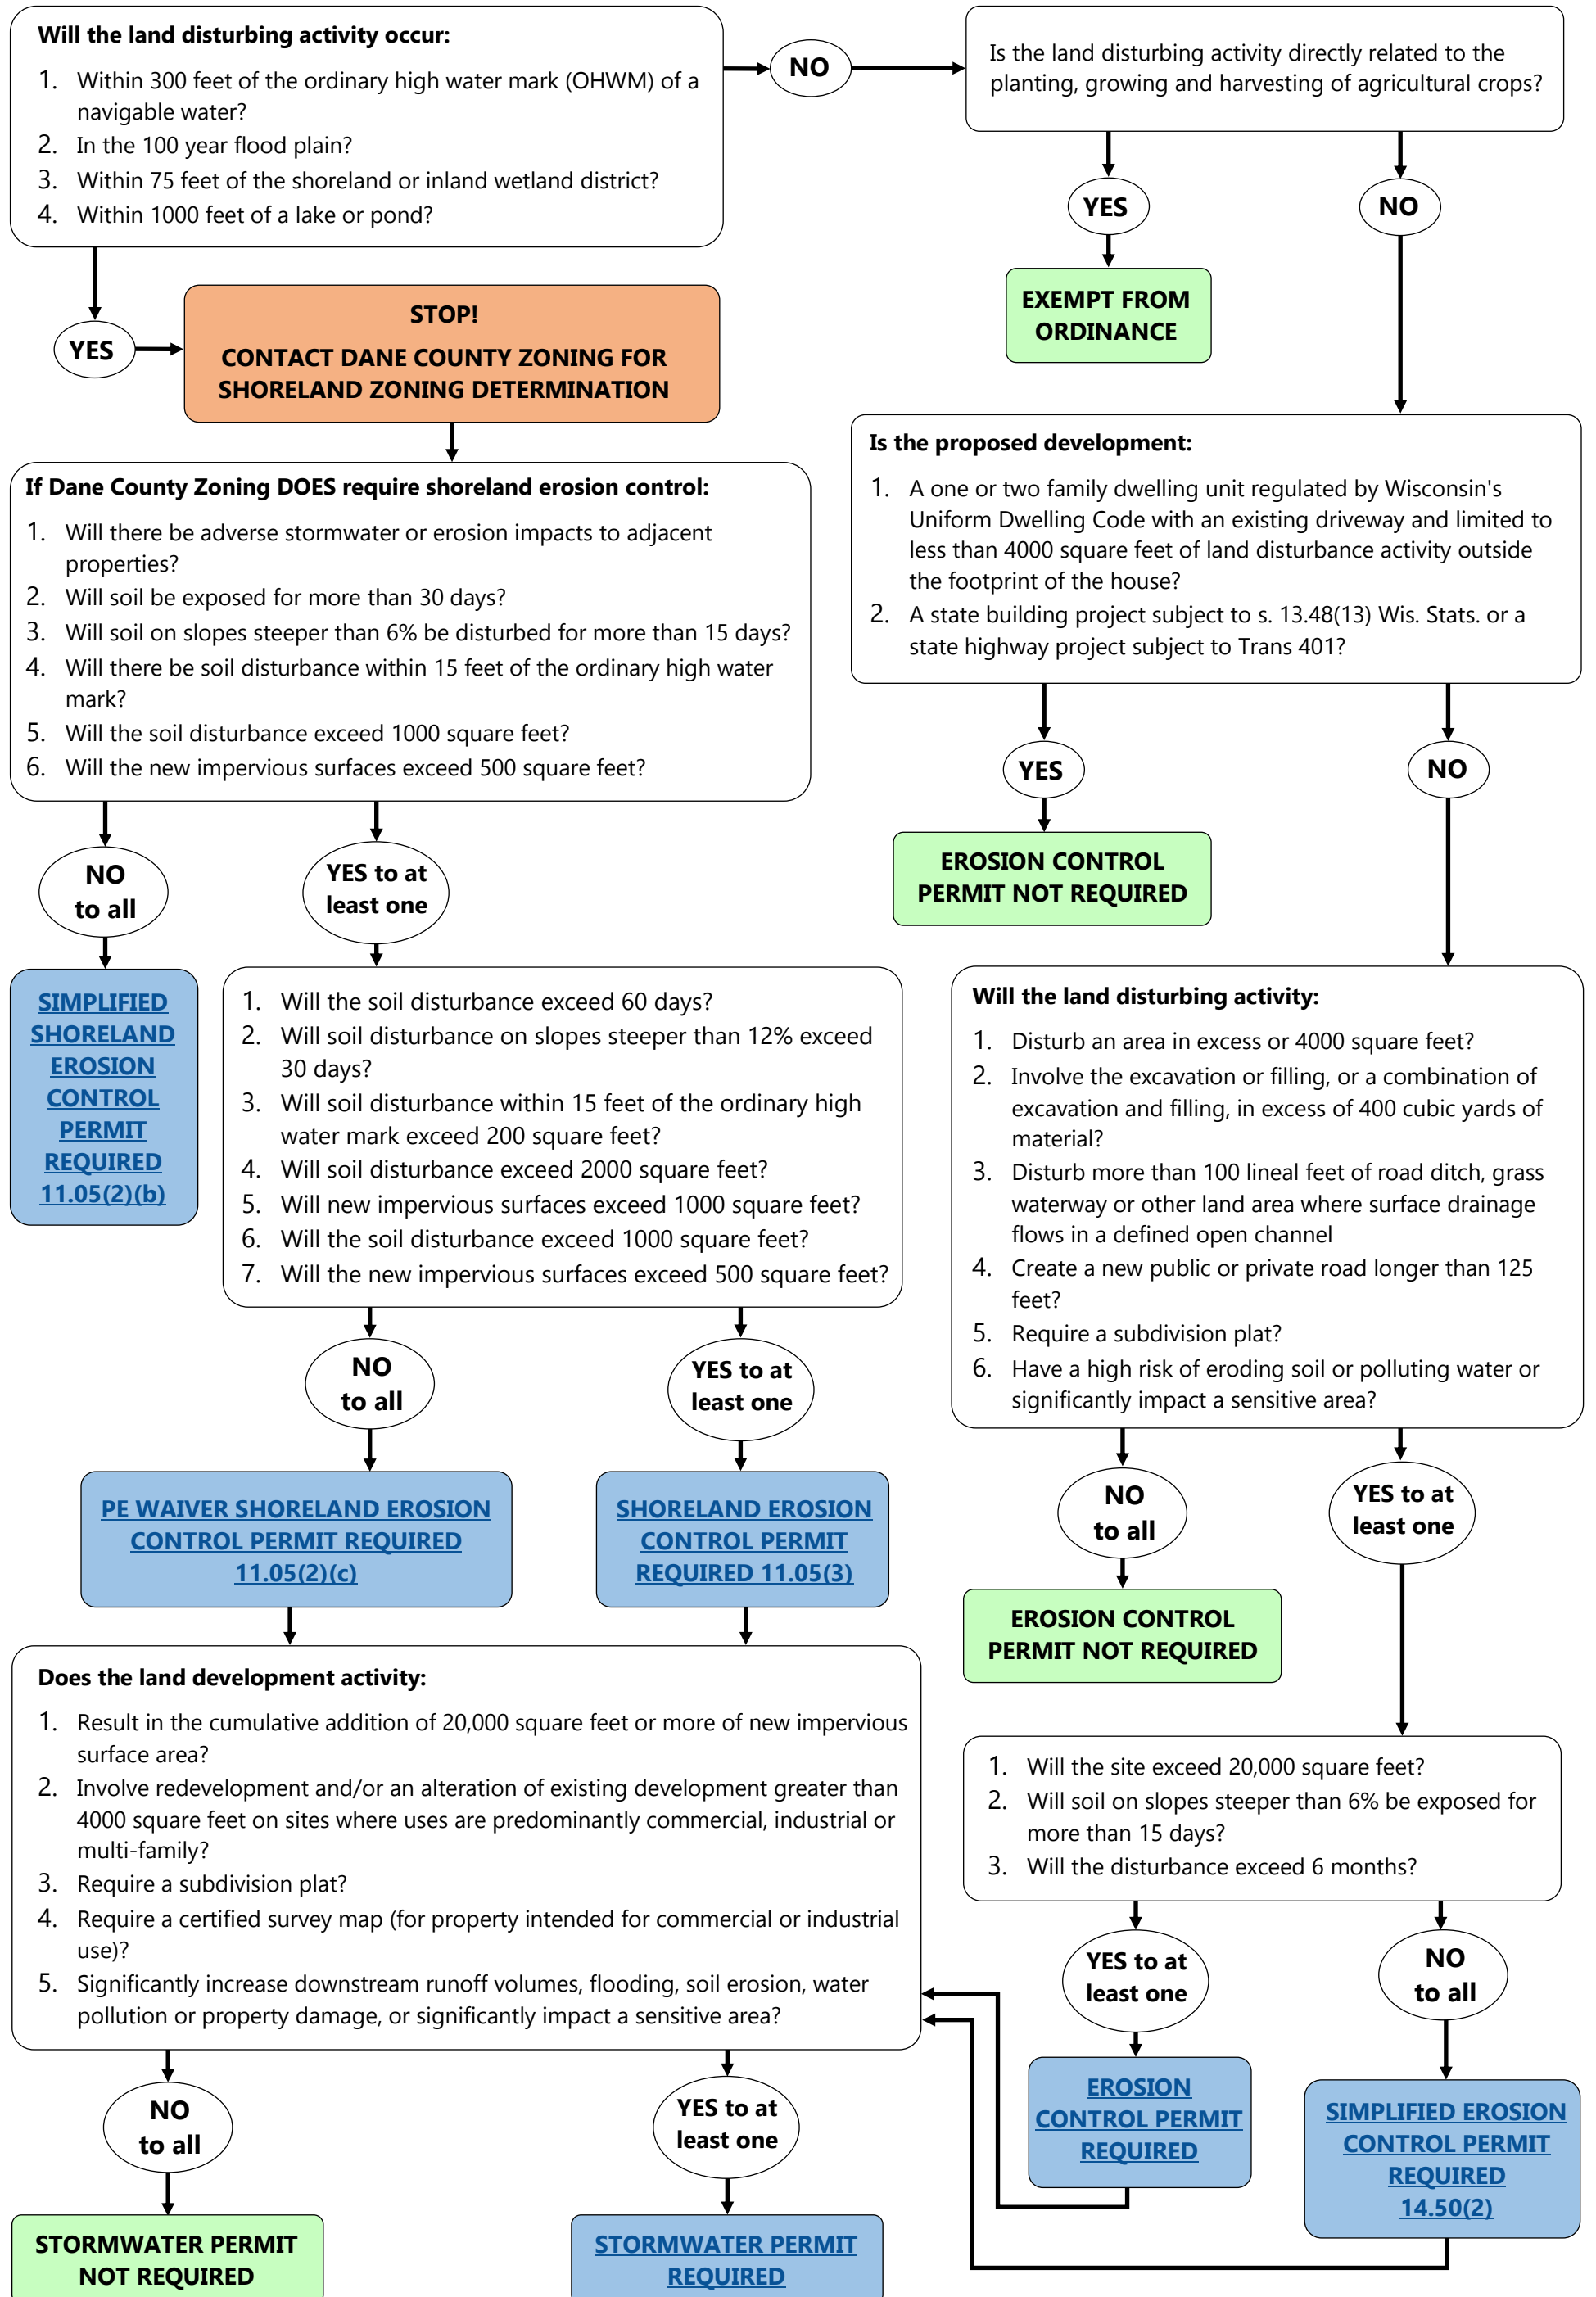 Will the land disturbing activity occur:
1. Within 300 feet of the ordinary high water mark (OHWM) of a
navigable water?
2. In the 100 year flood plain?
3. Within 75 feet of the shoreland or inland wetland district?
4. Within 1000 feet of a lake or pond?
NO
Is the land disturbing activity directly related to the
planting, growing and harvesting of agricultural crops?
YES
NO
EXEMPT FROM
ORDINANCE
YES
STOP!
CONTACT DANE COUNTY ZONING FOR
SHORELAND ZONING DETERMINATION
If Dane County Zoning DOES require shoreland erosion control:
1. Will there be adverse stormwater or erosion impacts to adjacent
properties?
2. Will soil be exposed for more than 30 days?
3. Will soil on slopes steeper than 6% be disturbed for more than 15 days?
4. Will there be soil disturbance within 15 feet of the ordinary high water
mark?
5. Will the soil disturbance exceed 1000 square feet?
6. Will the new impervious surfaces exceed 500 square feet?
Is the proposed development:
1. A one or two family dwelling unit regulated by Wisconsin's
Uniform Dwelling Code with an existing driveway and limited to
less than 4000 square feet of land disturbance activity outside
the footprint of the house?
2. A state building project subject to s. 13.48(13) Wis. Stats. or a
state highway project subject to Trans 401?
YES
NO
EROSION CONTROL
PERMIT NOT REQUIRED
NO
to all
YES to at
least one
SIMPLIFIED
SHORELAND
EROSION
CONTROL
PERMIT
REQUIRED
11.05(2)(b)
1. Will the soil disturbance exceed 60 days?
2. Will soil disturbance on slopes steeper than 12% exceed
30 days?
3. Will soil disturbance within 15 feet of the ordinary high
water mark exceed 200 square feet?
4. Will soil disturbance exceed 2000 square feet?
5. Will new impervious surfaces exceed 1000 square feet?
6. Will the soil disturbance exceed 1000 square feet?
7. Will the new impervious surfaces exceed 500 square feet?
Will the land disturbing activity:
1. Disturb an area in excess or 4000 square feet?
2. Involve the excavation or filling, or a combination of
excavation and filling, in excess of 400 cubic yards of
material?
3. Disturb more than 100 lineal feet of road ditch, grass
waterway or other land area where surface drainage
flows in a defined open channel
4. Create a new public or private road longer than 125
feet?
5. Require a subdivision plat?
6. Have a high risk of eroding soil or polluting water or
significantly impact a sensitive area?
NO
to all
YES to at
least one
PE WAIVER SHORELAND EROSION
CONTROL PERMIT REQUIRED
11.05(2)(c)
SHORELAND EROSION
CONTROL PERMIT
REQUIRED 11.05(3)
NO
to all
YES to at
least one
EROSION CONTROL
PERMIT NOT REQUIRED
Does the land development activity:
1. Result in the cumulative addition of 20,000 square feet or more of new impervious
surface area?
2. Involve redevelopment and/or an alteration of existing development greater than
4000 square feet on sites where uses are predominantly commercial, industrial or
multi-family?
3. Require a subdivision plat?
4. Require a certified survey map (for property intended for commercial or industrial
use)?
5. Significantly increase downstream runoff volumes, flooding, soil erosion, water
pollution or property damage, or significantly impact a sensitive area?
1. Will the site exceed 20,000 square feet?
2. Will soil on slopes steeper than 6% be exposed for
more than 15 days?
3. Will the disturbance exceed 6 months?
YES to at
least one
NO
to all
EROSION
CONTROL PERMIT
REQUIRED
SIMPLIFIED EROSION
CONTROL PERMIT
REQUIRED
14.50(2)
NO
to all
YES to at
least one
STORMWATER PERMIT
NOT REQUIRED
STORMWATER PERMIT
REQUIRED